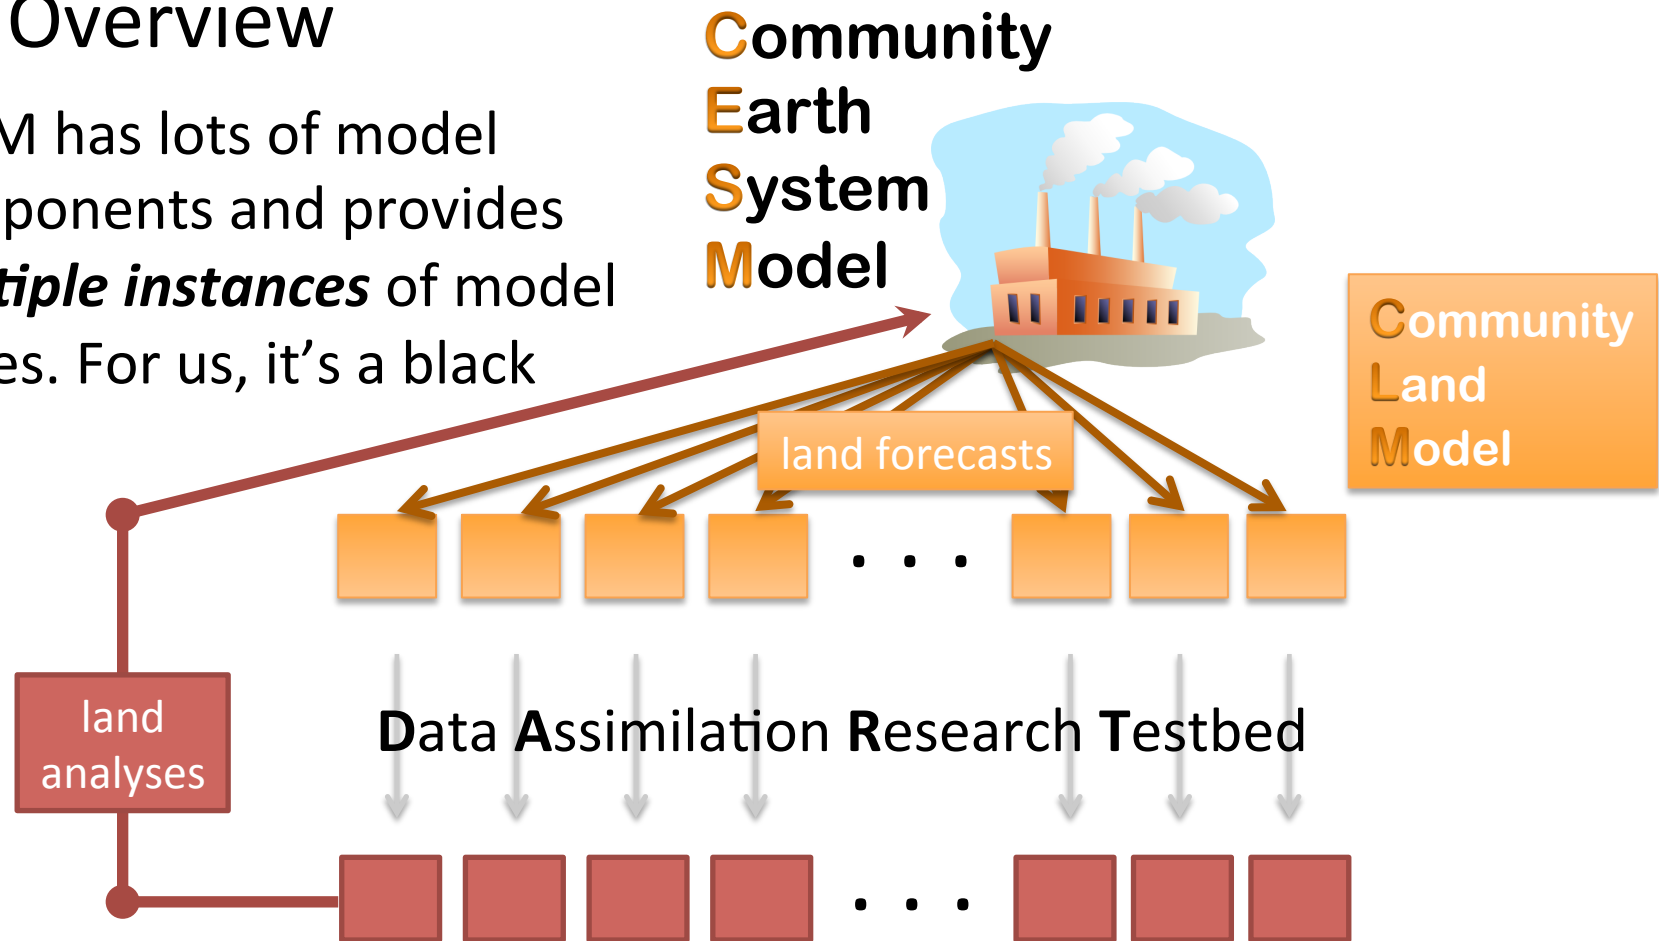 Overview
M has lots of model
ponents and provides
tiple instances of model
es. For us, it’s a black
Community
Earth
System
Model
Community
Land
Model
land forecasts
. . .
land
analyses
Data Assimilation Research Testbed
. . .